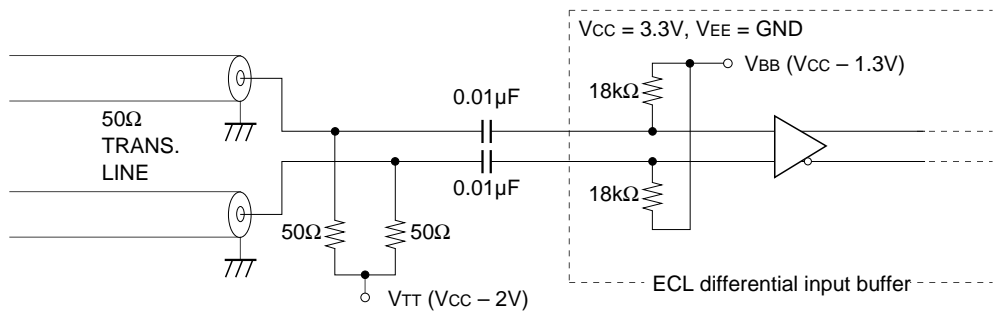 VCC = 3.3V, VEE = GND
VBB (VCC – 1.3V)
18kΩ
0.01µF
50Ω
TRANS.
LINE
0.01µF
18kΩ
50Ω
50Ω
ECL differential input buffer
VTT (VCC – 2V)